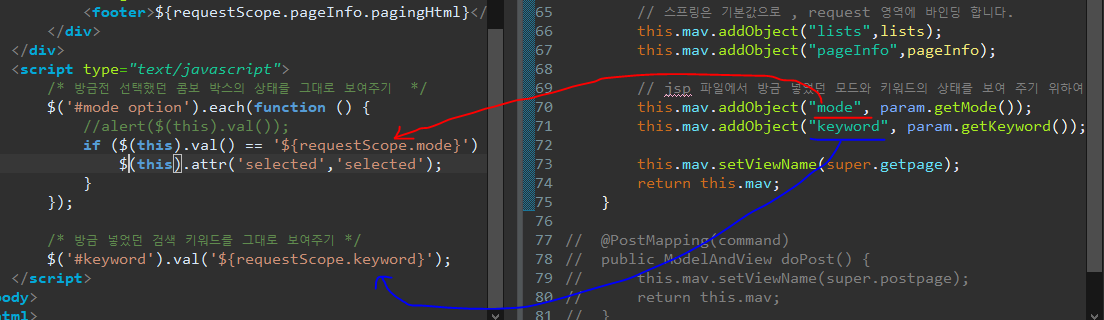 <footer>${requestScope.pageInfo.pagingHtml}</
</div>
</div>
<script type="text/javascript">
/* 방금전 선택했던 콤보 박스의 상태를 그대로 보여주기 */
$('#mode option').each(function () {
//alert($(this).val());
if ($(this).val() == '${requestScope.mode}')
$(this).attr('selected','selected');
}
});
/* 방금 넣었던 검색 키워드를 그대로 보여주기 */
$('#keyword').val('${requestScope.keyword}');
</script>
ody>
tml>
65 // 스프링은 기본값으로 , request 영역에 바인딩 합니다.
66 this.mav.addObject("lists",lists);
67 this.mav.addObject("pageInfo",pageInfo);
68
69 // jsp 파일에서 방금 넣었던 모드와 키워드의 상태를 보여 주기 위하여
70 this.mav.addObject("mode", param.getMode());
71 this.mav.addObject("keyword", param.getKeyword());
72
73 this.mav.setViewName(super.getpage);
74 return this.mav;
75 }
76
77 // @PostMapping(command)
78 // public ModelAndView doPost() {
79 // this.mav.setViewName(super.postpage);
80 // return this.mav;
81 // }